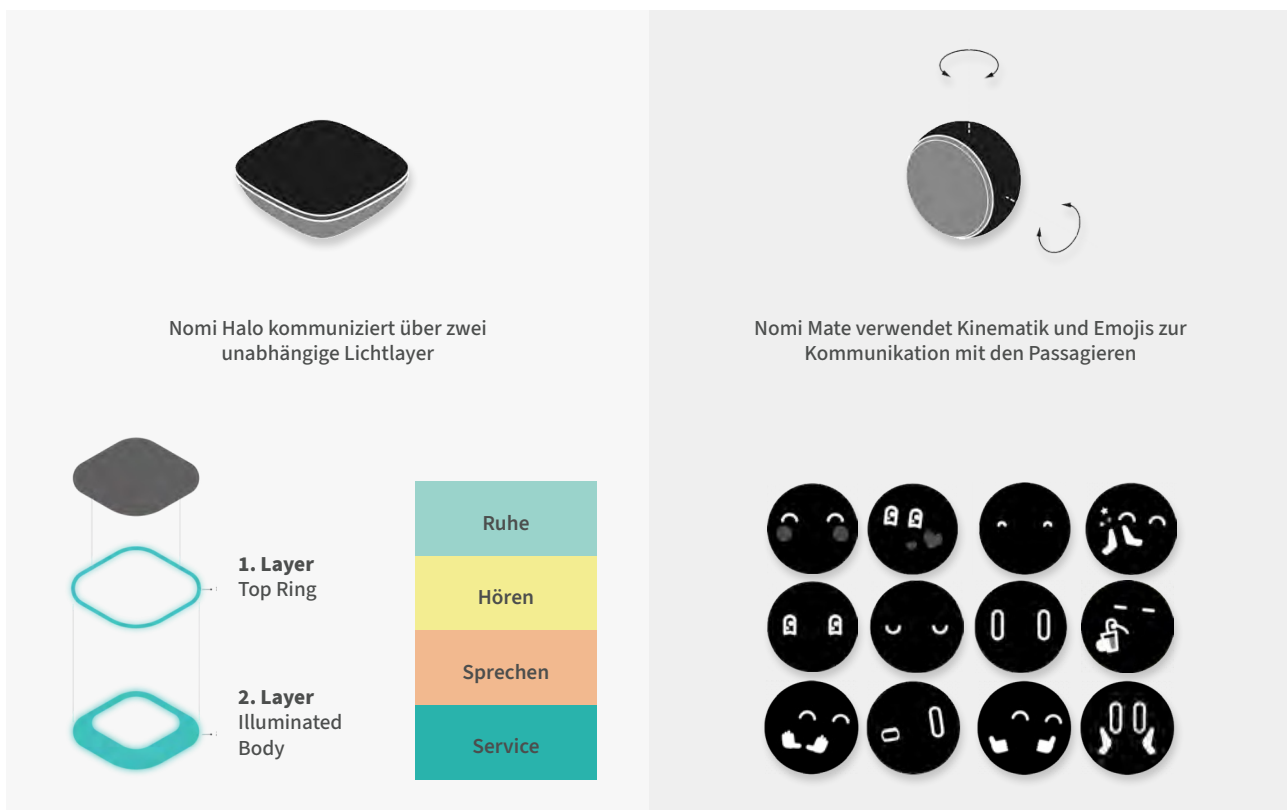 Nomi Halo kommuniziert über zwei
unabhängige Lichtlayer
1. Layer
Top Ring
2. Layer
Illuminated
Body
Ruhe
Hören
Sprechen
Service
Nomi Mate verwendet Kinematik und Emojis zur
Kommunikation mit den Passagieren